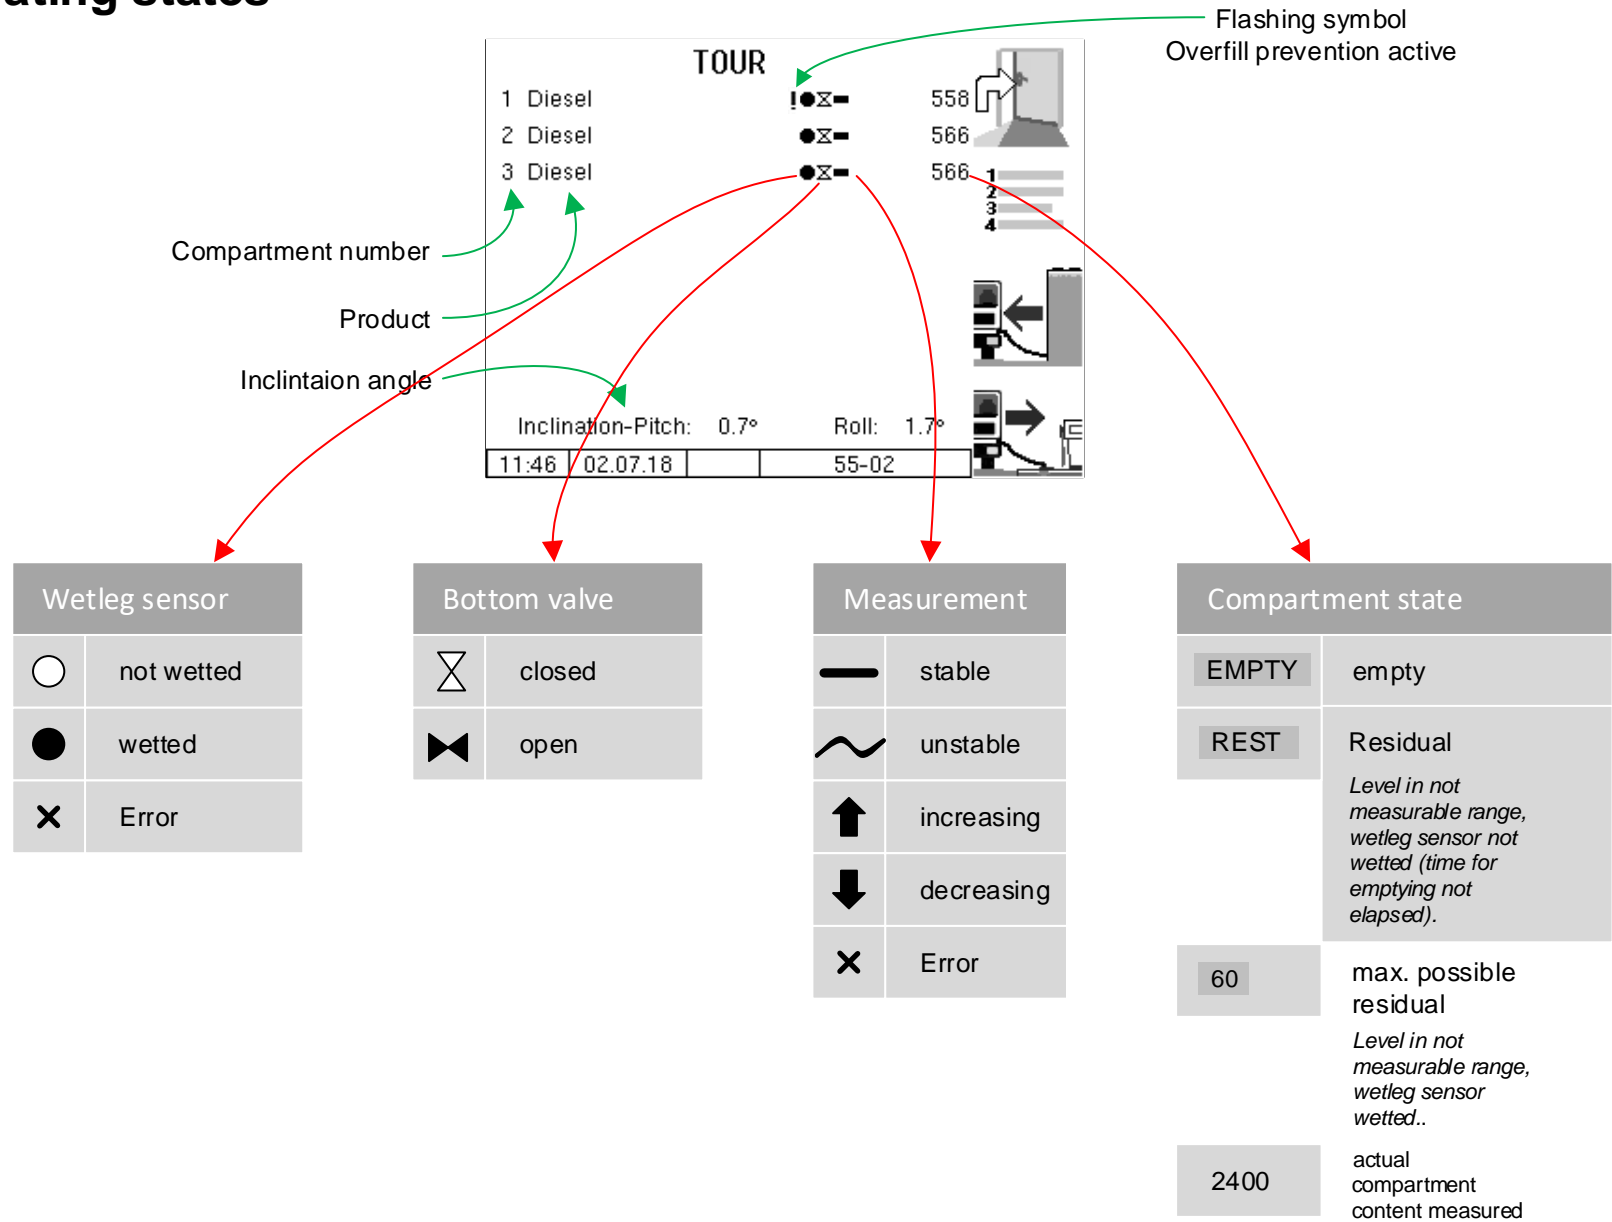 Flashing symbol
Overfill prevention active
TOUR
1 Diesel 558
2 Diesel 566
3 Diesel 566
1
2
3
4
Compartment number
Product
Inclintaion angle
Inclination-Pitch: 0.7° Roll: 1.7°
11:46 02.07.18 55-02
Wetleg sensor
not wetted
wetted
Error
Bottom valve
closed
open
Measurement
stable
unstable
increasing
decreasing
Error
Compartment state
EMPTY empty
REST Residual
Level in not
measurable range,
wetleg sensor not
wetted (time for
emptying not
elapsed).
60 max. possible
residual
Level in not
measurable range,
wetleg sensor
wetted..
2400 actual
compartment
content measured